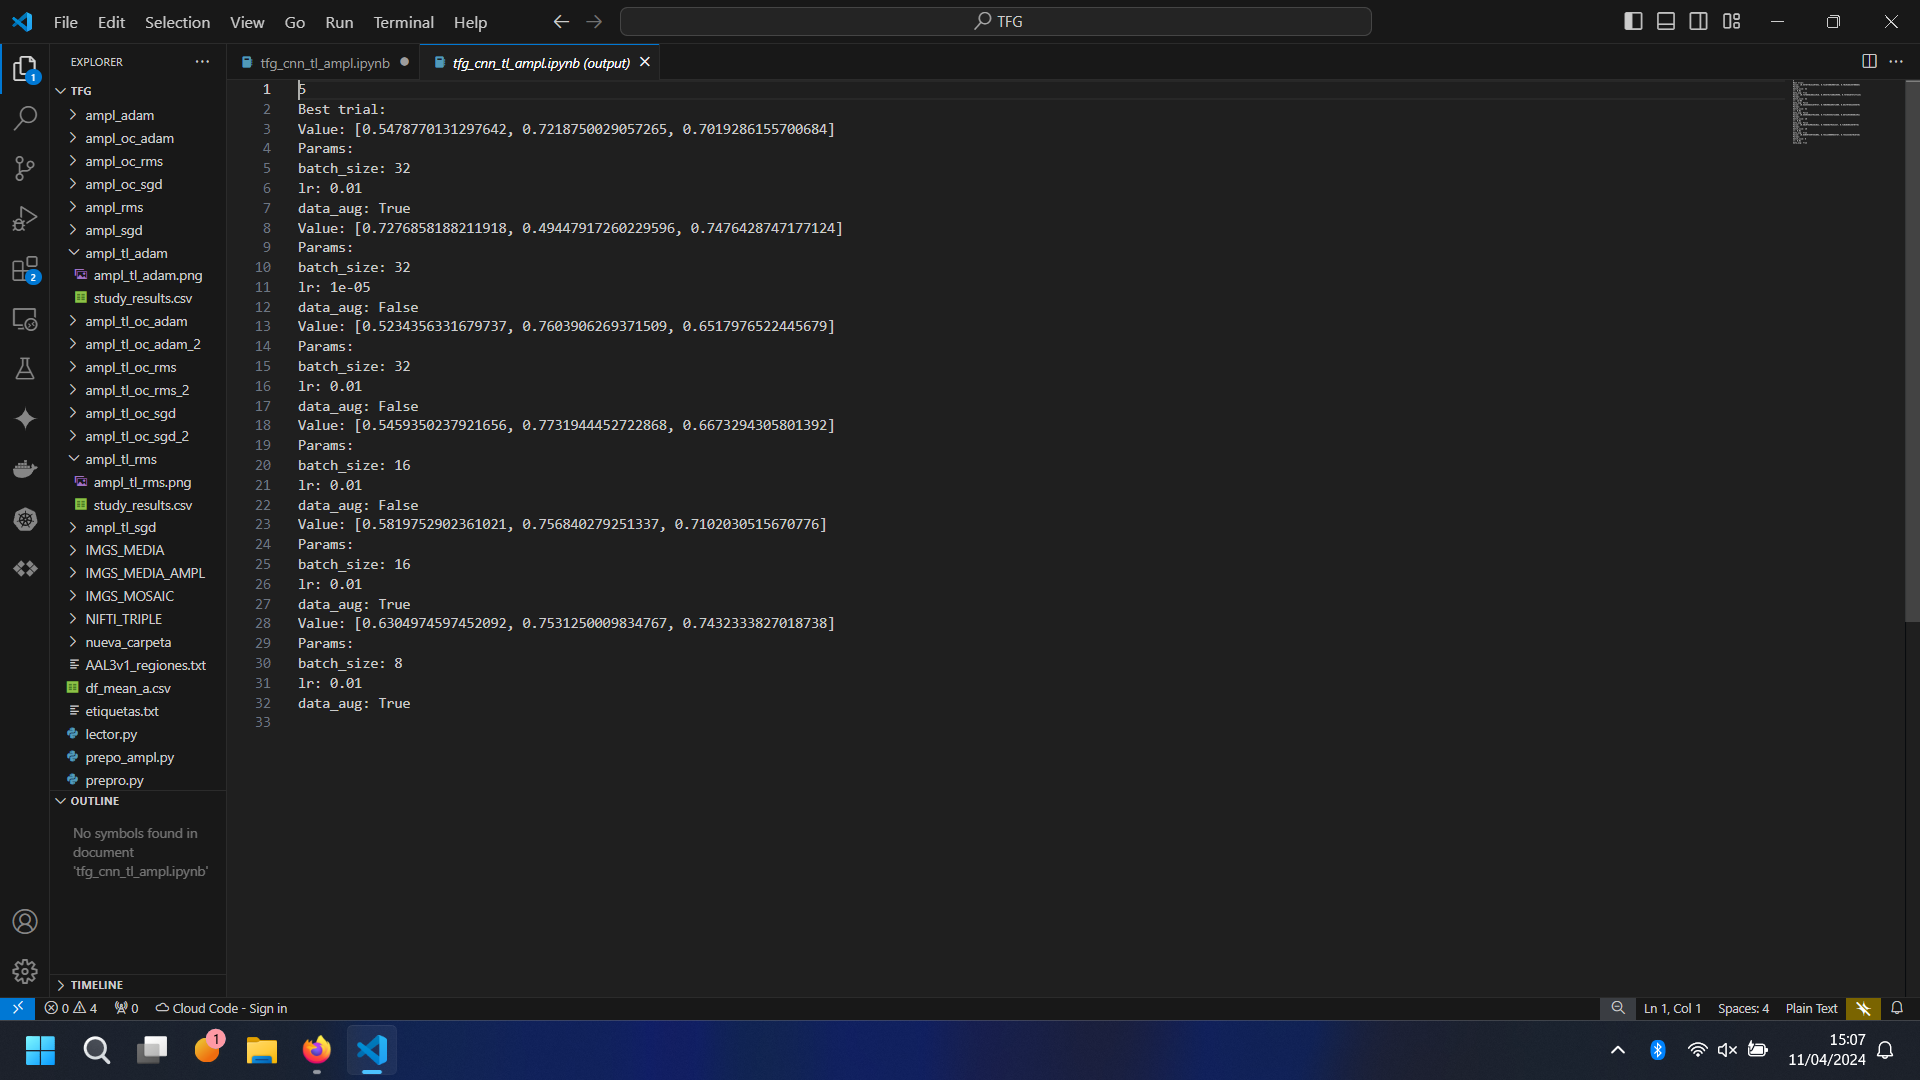 File Edit Selection View Go Run Terminal Help
TFG
EXPLORER
tfg_cnn_tl_ampl.ipynb
tfg_cnn_tl_ampl.ipynb (output)
TFG
ampl_adam
ampl_oc_adam
ampl_oc_rms
ampl_oc_sgd
ampl_rms
ampl_sgd
ampl_tl_adam
ampl_tl_adam.png
study_results.csv
ampl_tl_oc_adam
ampl_tl_oc_adam_2
ampl_tl_oc_rms
ampl_tl_oc_rms_2
ampl_tl_oc_sgd
ampl_tl_oc_sgd_2
ampl_tl_rms
ampl_tl_rms.png
study_results.csv
ampl_tl_sgd
IMGS_MEDIA
IMGS_MEDIA_AMPL
IMGS_MOSAIC
NIFTI_TRIPLE
nueva_carpeta
AAL3v1_regiones.txt
df_mean_a.csv
etiquetas.txt
lector.py
prepo_ampl.py
prepro.py
OUTLINE
No symbols found in
document
'tfg_cnn_tl_ampl.ipynb'
TIMELINE
1 5
2 Best trial:
3 Value: [0.5478770131297642, 0.7218750029057265, 0.7019286155700684]
4 Params:
5 batch_size: 32
6 lr: 0.01
7 data_aug: True
8 Value: [0.7276858188211918, 0.49447917260229596, 0.7476428747177124]
9 Params:
10 batch_size: 32
11 lr: 1e-05
12 data_aug: False
13 Value: [0.5234356331679737, 0.7603906269371509, 0.6517976522445679]
14 Params:
15 batch_size: 32
16 lr: 0.01
17 data_aug: False
18 Value: [0.5459350237921656, 0.7731944452722868, 0.6673294305801392]
19 Params:
20 batch_size: 16
21 lr: 0.01
22 data_aug: False
23 Value: [0.5819752902361021, 0.756840279251337, 0.7102030515670776]
24 Params:
25 batch_size: 16
26 lr: 0.01
27 data_aug: True
28 Value: [0.6304974597452092, 0.7531250009834767, 0.7432333827018738]
29 Params:
30 batch_size: 8
31 lr: 0.01
32 data_aug: True
33
1
2
0 4 0 Cloud Code - Sign in
Ln 1, Col 1 Spaces: 4 Plain Text
1
15:07
11/04/2024